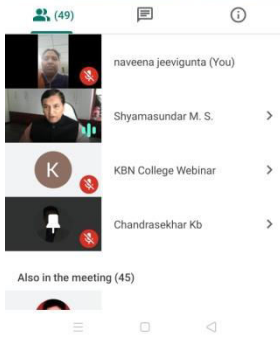 (49)
naveena jeevigunta (You)
Shyamasundar M. S.
K
KBN College Webinar
Chandrasekhar Kb
Also in the meeting (45)